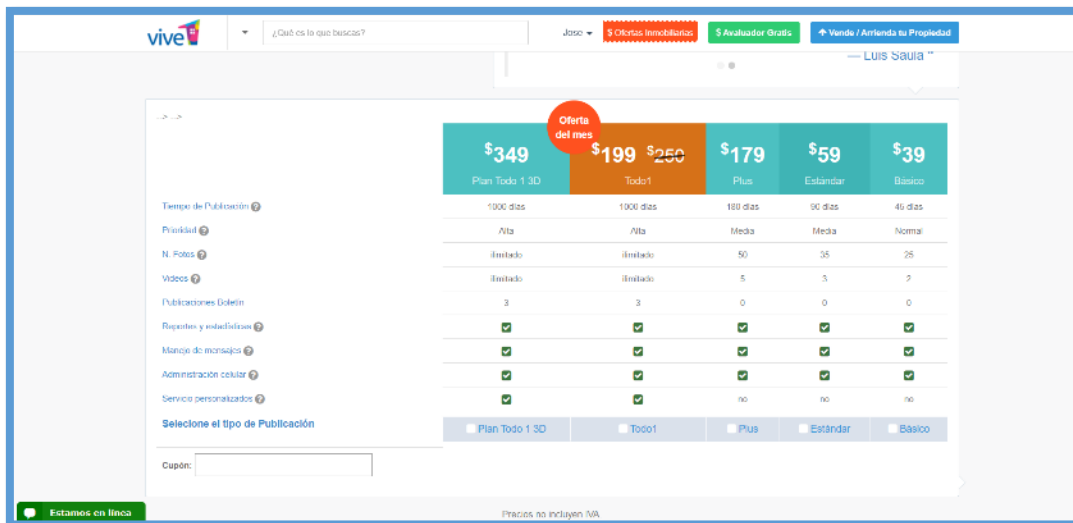 vive
¿Qué es lo que buscas?
Jose
$ Ofertas Inmobiliarias
$ Avaluador Gratis
Vende / Arrienda tu Propiedad
— Luis Saula "
--> -->
Oferta del mes
$349 $199 $250 $179 $59 $39
Plan Todo 1 3D Todo1 Plus Estándar Básico
Tiempo de Publicación 1000 días 1000 días 180 días 90 días 45 días
Prioridad Alta Alta Media Media Normal
N. Fotos ilimitado ilimitado 50 35 25
Videos ilimitado ilimitado 5 3 2
Publicaciones Boletín 3 3 0 0 0
Reportes y estadísticas
Manejo de mensajes
Administración celular
Servicio personalizados no no no
Selecione el tipo de Publicación Plan Todo 1 3D Todo1 Plus Estándar Básico
Cupón:
Estamos en línea
Precios no incluyen IVA